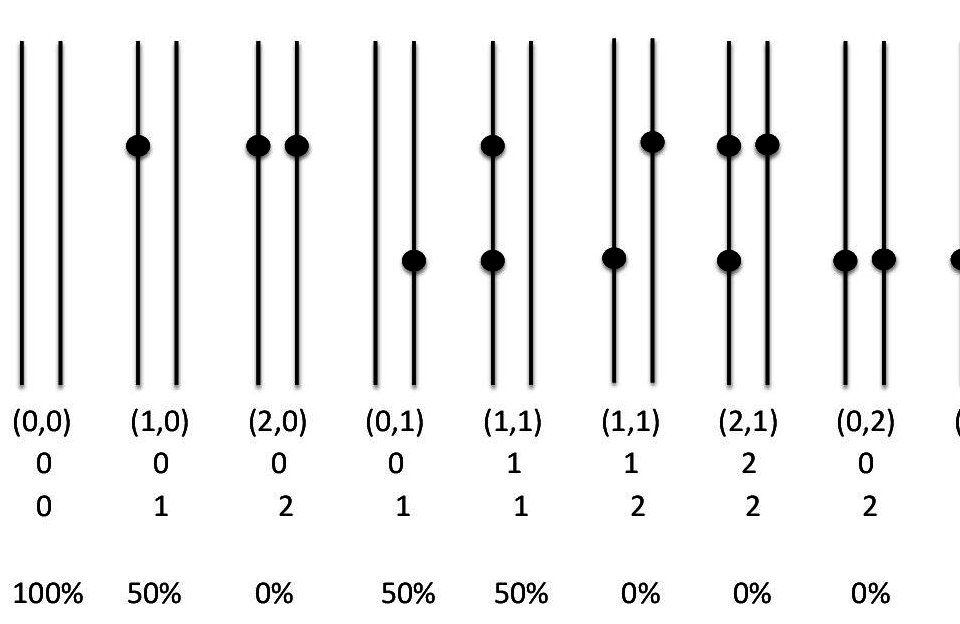 (0,0) (1,0) (2,0) (0,1) (1,1) (1,1) (2,1) (0,2) (
0 0 0 0 1 1 2 0
0 1 2 1 1 2 2 2
100% 50% 0% 50% 50% 0% 0% 0%